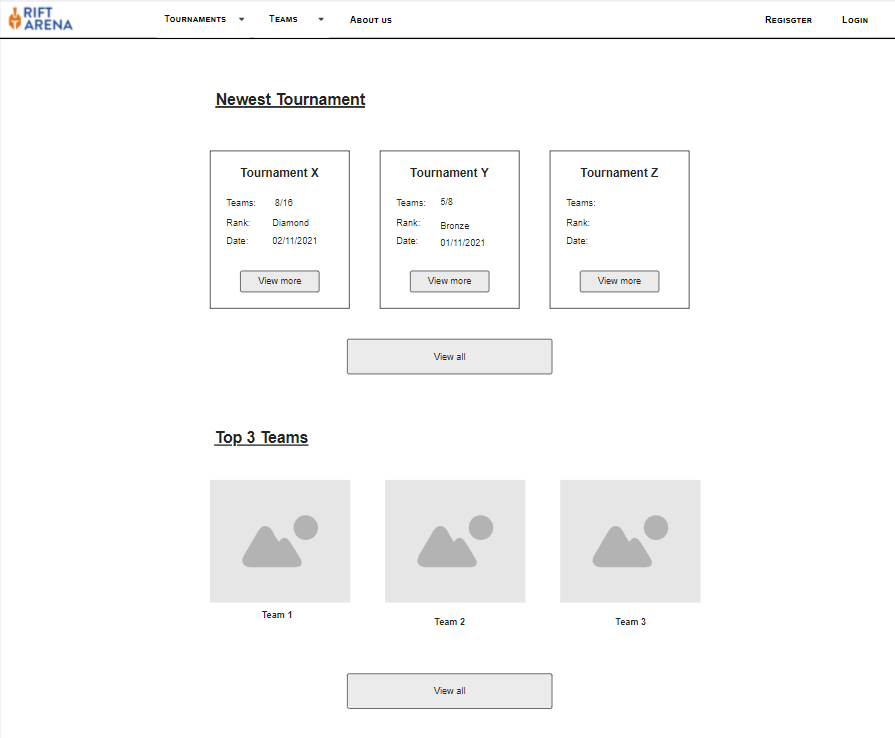 RIFT ARENA
Tournaments Teams About us Regisgter Login
Newest Tournament
Tournament X
Teams: 8/16
Rank: Diamond
Date: 02/11/2021
View more
Tournament Y
Teams: 5/8
Rank: Bronze
Date: 01/11/2021
View more
Tournament Z
Teams:
Rank:
Date:
View more
View all
Top 3 Teams
Team 1
Team 2
Team 3
View all